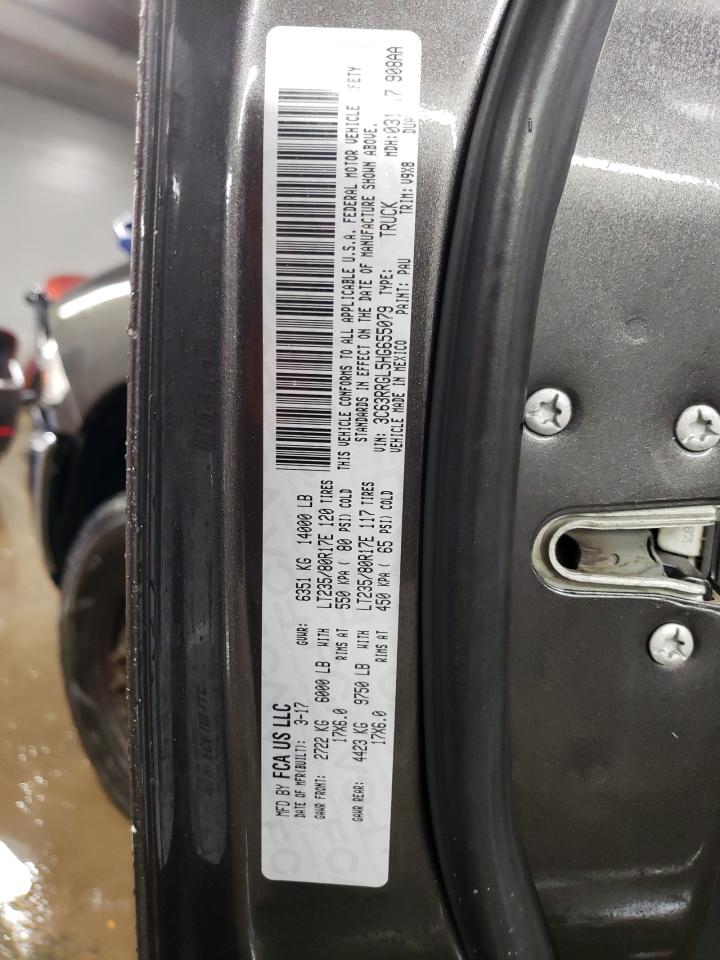 MFD BY FCA US LLC
DATE OF MFR(BUILT): 3-17 GVWR: 6351 KG 14000 LB
GAWR FRONT: 2722 KG 6000 LB WITH LT235/80R17E 120 TIRES
17X6.0 RIMS AT 550 KPA ( 80 PSI) COLD
GAWR REAR: 4423 KG 9750 LB WITH LT235/80R17E 117 TIRES
17X6.0 RIMS AT 450 KPA ( 65 PSI) COLD
THIS VEHICLE CONFORMS TO ALL APPLICABLE U.S.A. FEDERAL MOTOR VEHICLE
STANDARDS IN EFFECT ON THE DATE OF MANUFACTURE SHOWN ABOVE.
VIN: 3C63RRGL5HG655079 TYPE: TRUCK MDH: 908AA
VEHICLE MADE IN MEXICO PAINT: PAU TRIM: V9X8